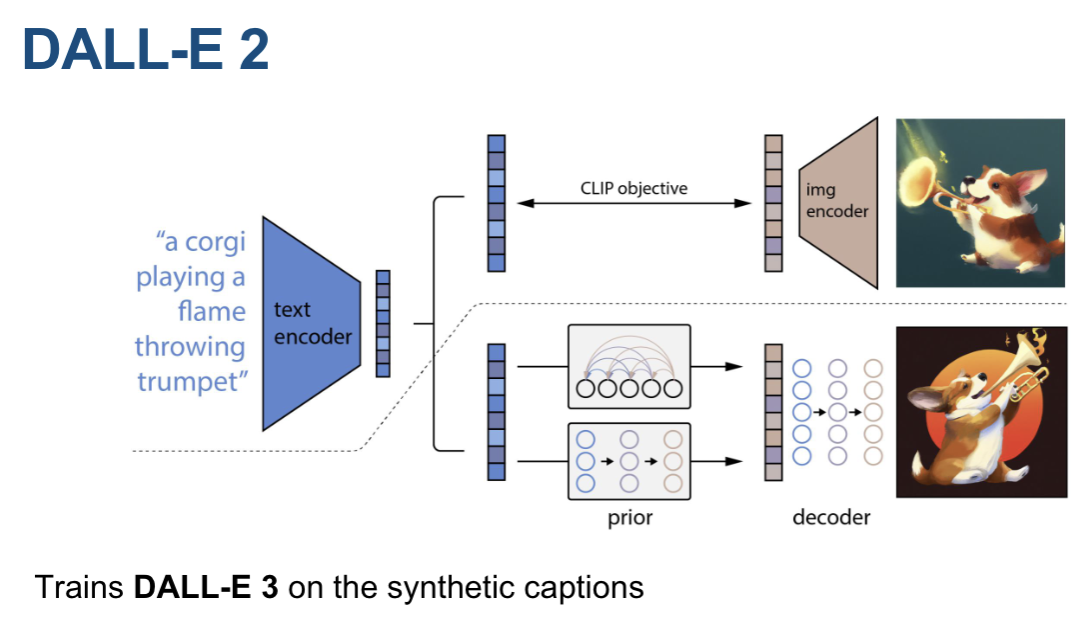 DALL-E 2
“a corgi
playing a
flame
throwing
trumpet”
text
encoder
CLIP objective
img
encoder
prior
decoder
Trains DALL-E 3 on the synthetic captions